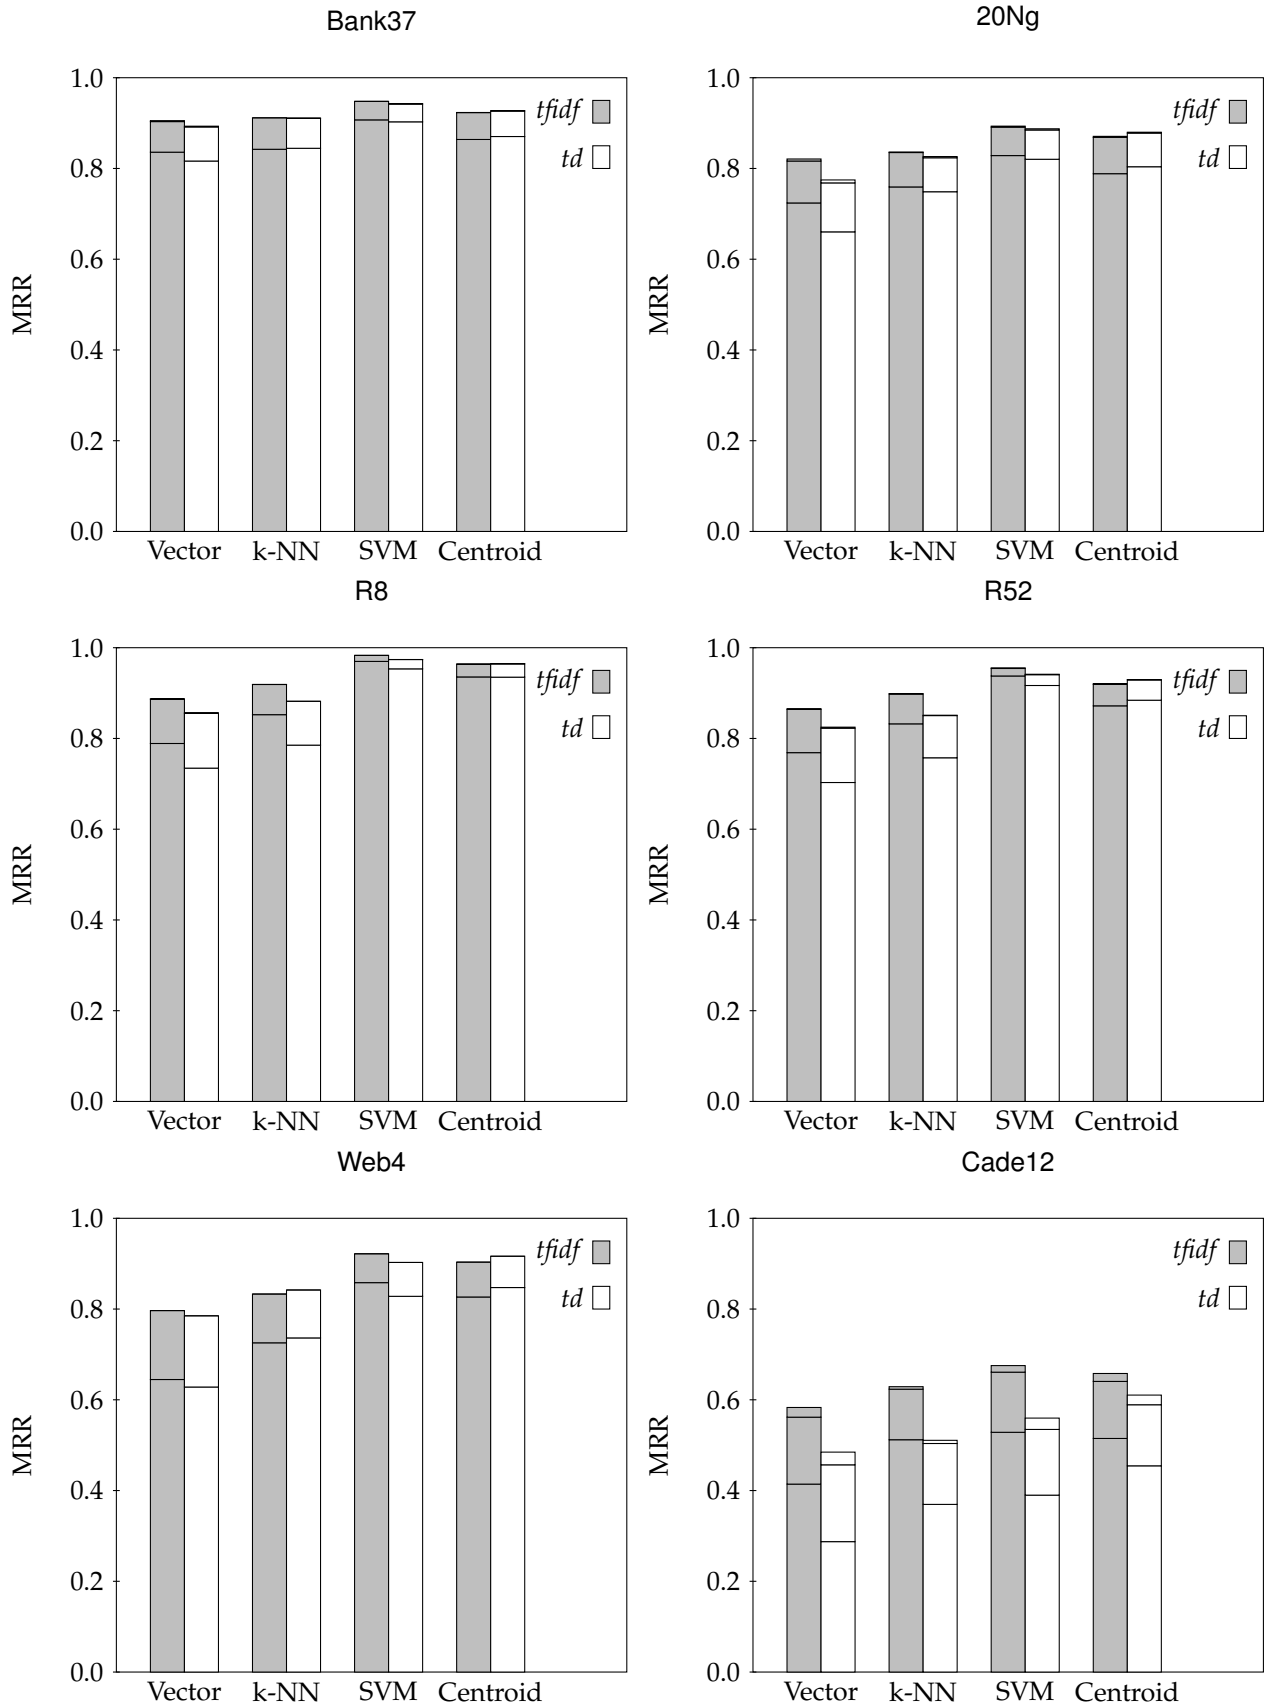 Bank37
1.0
0.8
0.6
0.4
0.2
0.0
MRR
tfidf
td
Vector k-NN SVM Centroid
20Ng
1.0
0.8
0.6
0.4
0.2
0.0
MRR
tfidf
td
Vector k-NN SVM Centroid
R8
1.0
0.8
0.6
0.4
0.2
0.0
MRR
tfidf
td
Vector k-NN SVM Centroid
R52
1.0
0.8
0.6
0.4
0.2
0.0
MRR
tfidf
td
Vector k-NN SVM Centroid
Web4
1.0
0.8
0.6
0.4
0.2
0.0
MRR
tfidf
td
Vector k-NN SVM Centroid
Cade12
1.0
0.8
0.6
0.4
0.2
0.0
MRR
tfidf
td
Vector k-NN SVM Centroid